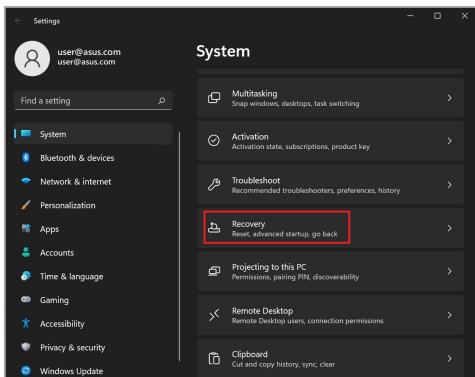 Settings
user@asus.com
user@asus.com
Find a setting
System
Bluetooth & devices
Network & internet
Personalization
Apps
Accounts
Time & language
Gaming
Accessibility
Privacy & security
Windows Update
System
Multitasking
Snap windows, desktops, task switching
Activation
Activation state, subscriptions, product key
Troubleshoot
Recommended troubleshooters, preferences, history
Recovery
Reset, advanced startup, go back
Projecting to this PC
Permissions, pairing PIN, discoverability
Remote Desktop
Remote Desktop users, connection permissions
Clipboard
Cut and copy history, sync, clear